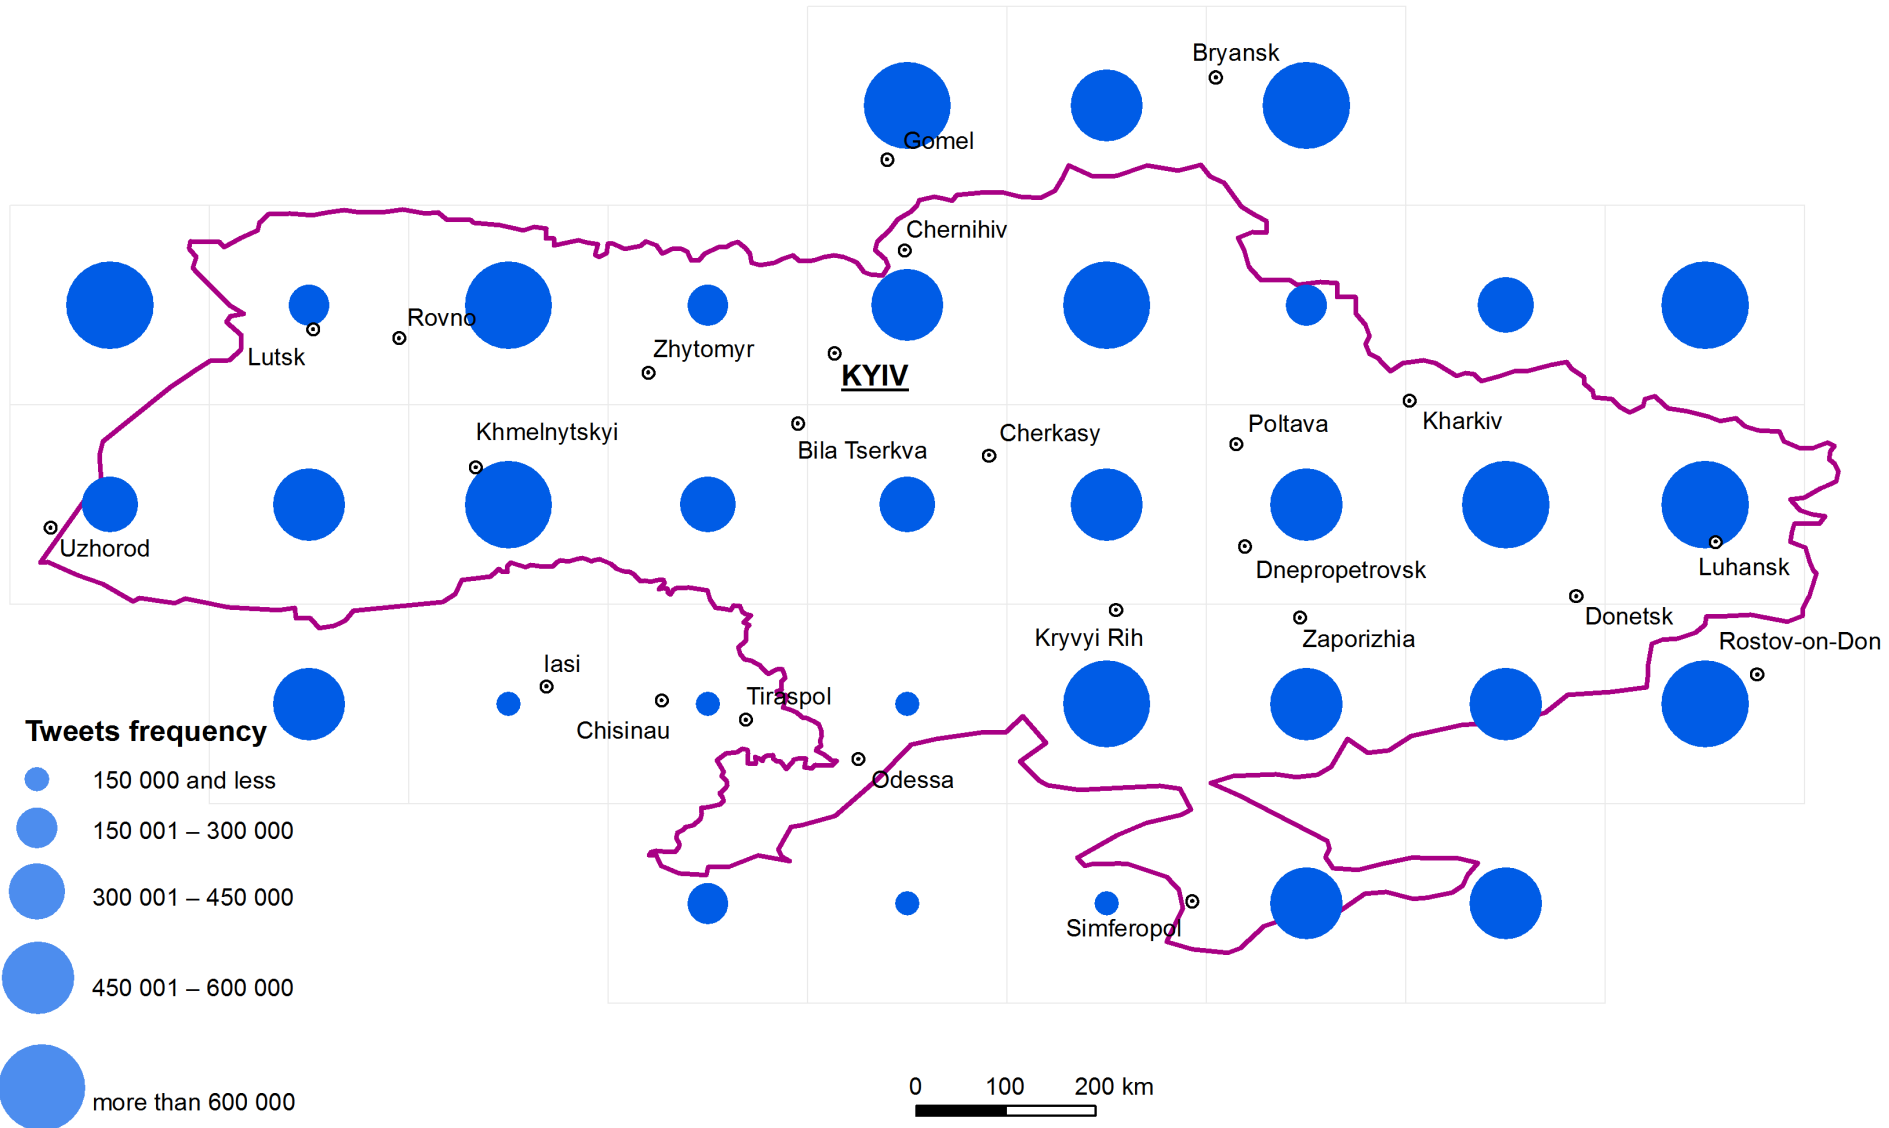 Bryansk
Gomel
Chernihiv
Rovno
Lutsk
Zhytomyr
KYIV
Khmelnytskyi
Bila Tserkva
Cherkasy
Poltava
Kharkiv
Uzhorod
Dnepropetrovsk
Luhansk
Donetsk
Kryvyi Rih
Zaporizhia
Rostov-on-Don
Iasi
Chisinau
Tiraspol
Odessa
Simferopol
Tweets frequency
150 000 and less
150 001 – 300 000
300 001 – 450 000
450 001 – 600 000
more than 600 000
0 100 200 km